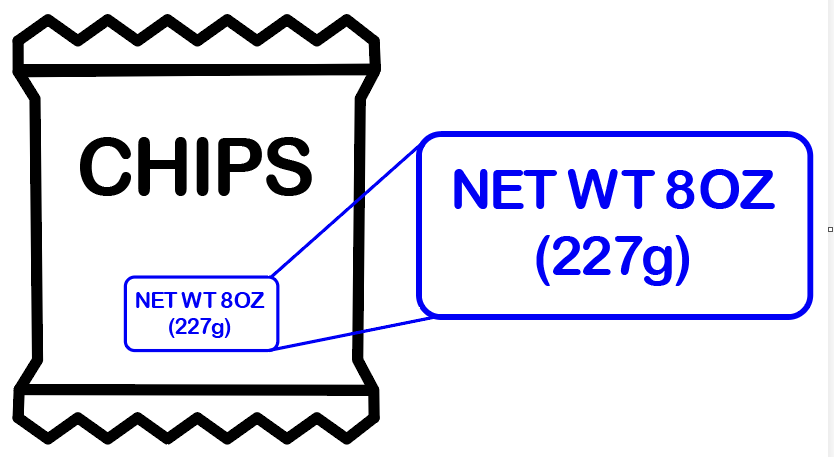 CHIPS
NET WT 8OZ
(227g)
NET WT 8OZ
(227g)